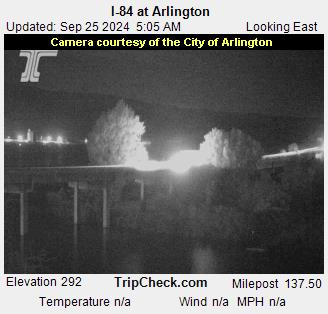 I-84 at Arlington
Updated: Sep 25 2024 5:05 AM Looking East
Camera courtesy of the City of Arlington
Elevation 292 TripCheck.com Milepost 137.50
Temperature n/a Wind n/a MPH n/a